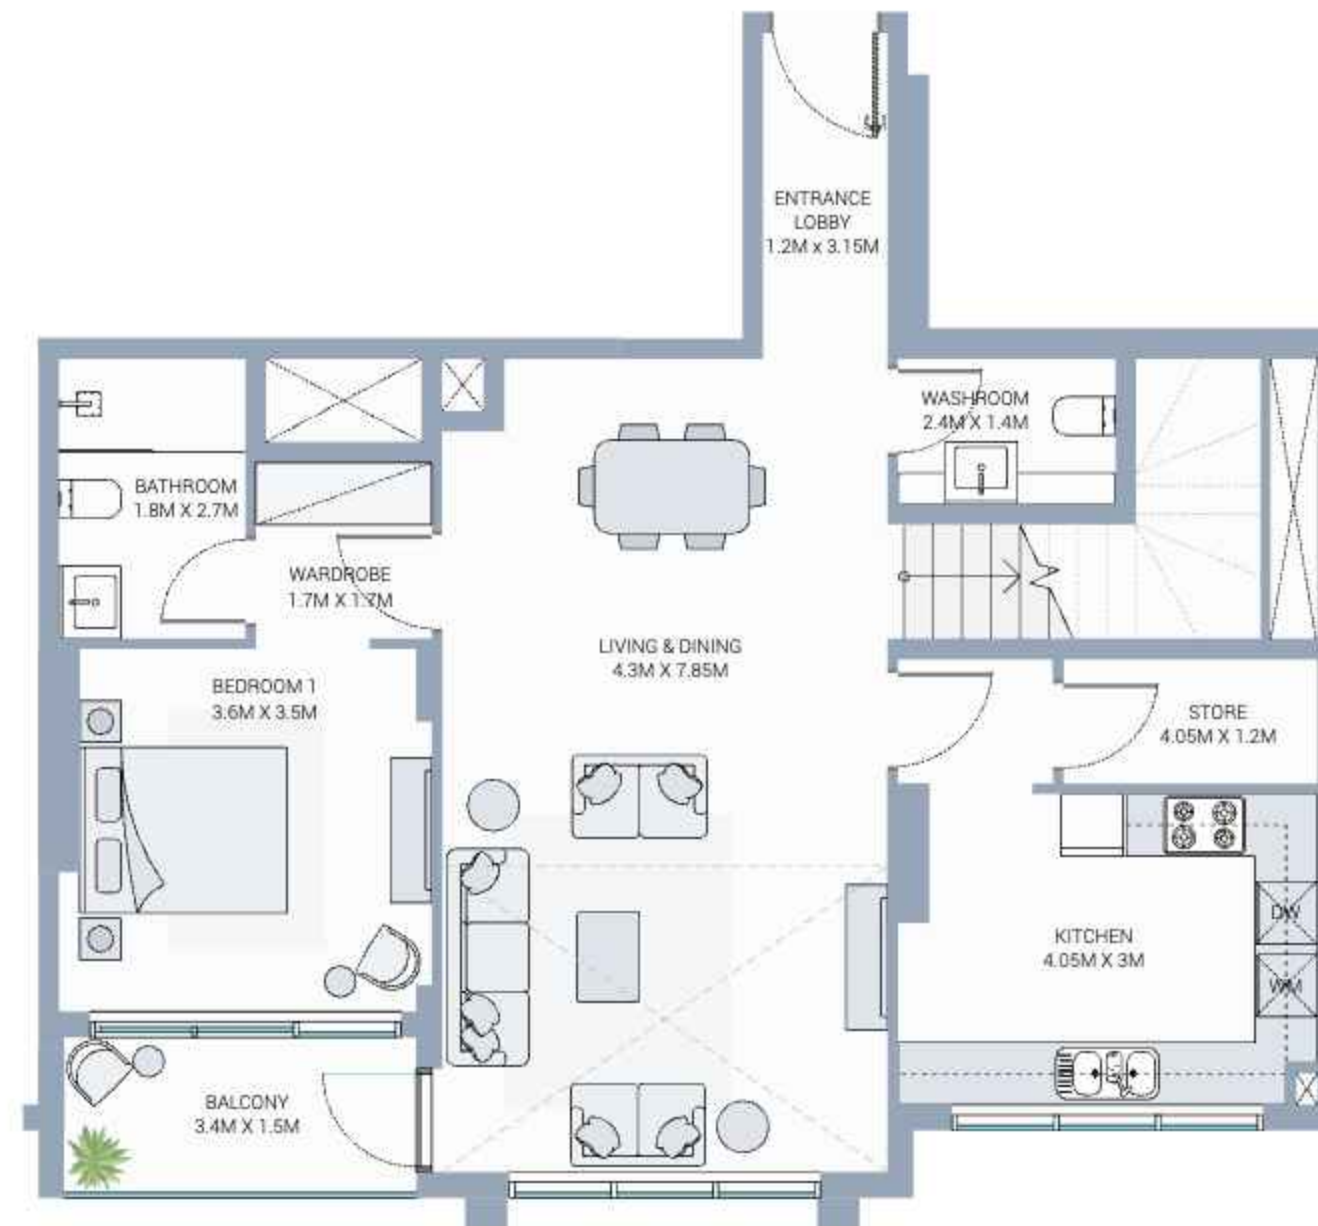 ENTRANCE
LOBBY
1.2M x 3.15M
WASHROOM
2.4M X 1.4M
BATHROOM
1.8M X 2.7M
WARDROBE
1.7M X 1.7M
LIVING & DINING
4.3M X 7.85M
BEDROOM 1
3.6M X 3.5M
STORE
4.05M X 1.2M
DW
KITCHEN
4.05M X 3M
WM
BALCONY
3.4M X 1.5M